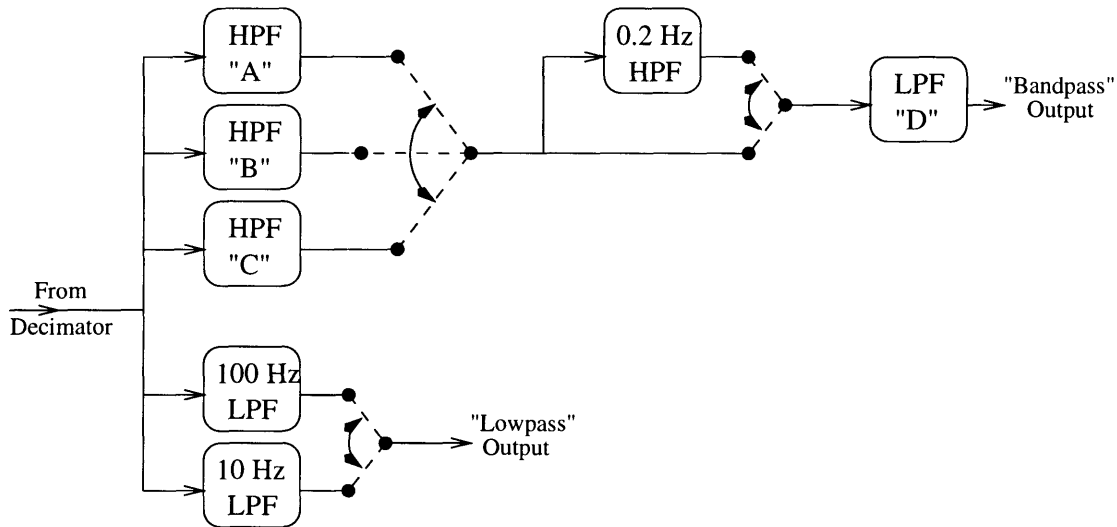 HPF
"A"
HPF
"B"
HPF
"C"
0.2 Hz
HPF
LPF
"D"
"Bandpass"
Output
From
Decimator
100 Hz
LPF
10 Hz
LPF
"Lowpass"
Output